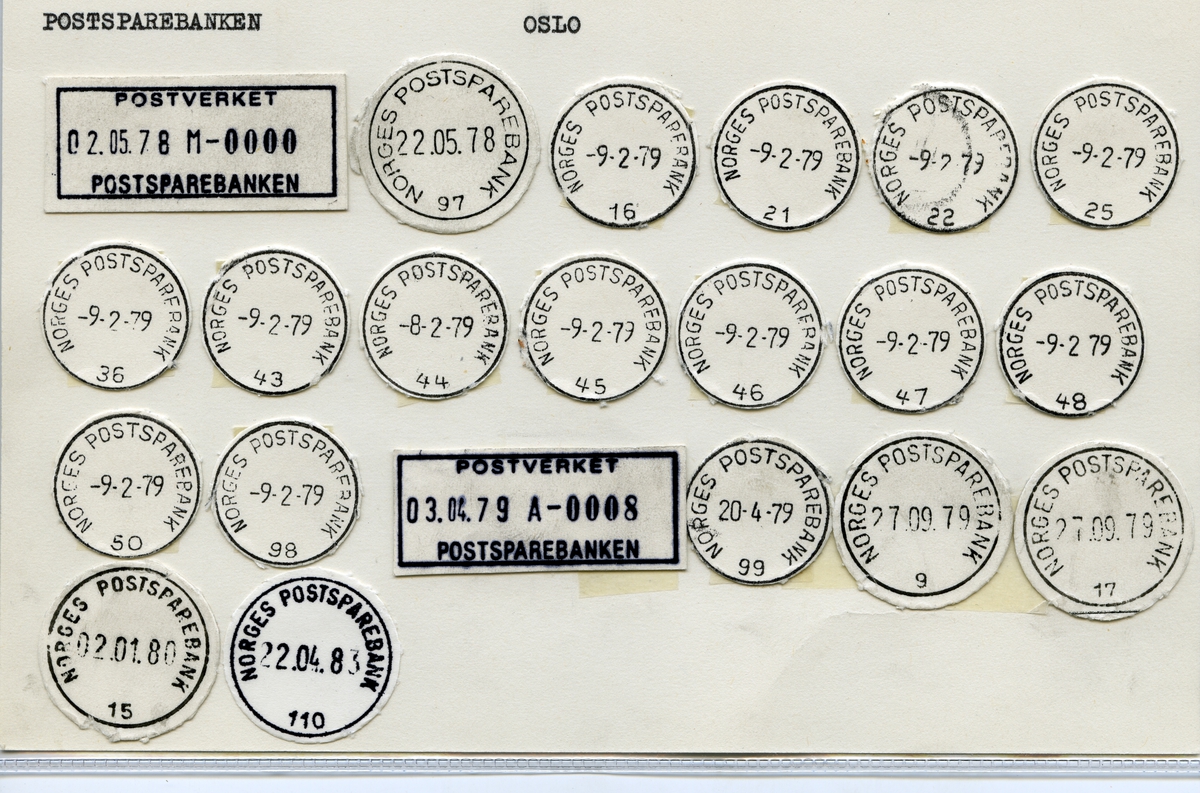 POSTSPAREBANKEN OSLO
POSTVERKET
02.05.78 M-0000
POSTSPAREBANKEN
NORGES POSTSPAREBANK
22.05.78
97
NORGES POSTSPAREBANK
-9-2-79
16
NORGES POSTSPAREBANK
-9-2-79
21
NORGES POSTSPAREBANK
-9-2 79
22
NORGES POSTSPAREBANK
-9-2-79
25
NORGES POSTSPAREBANK
-9-2-79
36
NORGES POSTSPAREBANK
-9-2-79
43
NORGES POSTSPAREBANK
-8-2-79
44
NORGES POSTSPAREBANK
-9-2-79
45
NORGES POSTSPAREBANK
-9-2-79
46
NORGES POSTSPAREBANK
-9-2-79
47
NORGES POSTSPAREBANK
-9-2 79
48
NORGES POSTSPAREBANK
-9-2-79
50
NORGES POSTSPAREBANK
-9-2-79
98
POSTVERKET
03.04.79 A-0008
POSTSPAREBANKEN
NORGES POSTSPAREBANK
20-4-79
99
NORGES POSTSPAREBANK
27.09.79
9
NORGES POSTSPAREBANK
27.09.79
17
NORGES POSTSPAREBANK
02.01.80
15
NORGES POSTSPAREBANK
22.04.83
110